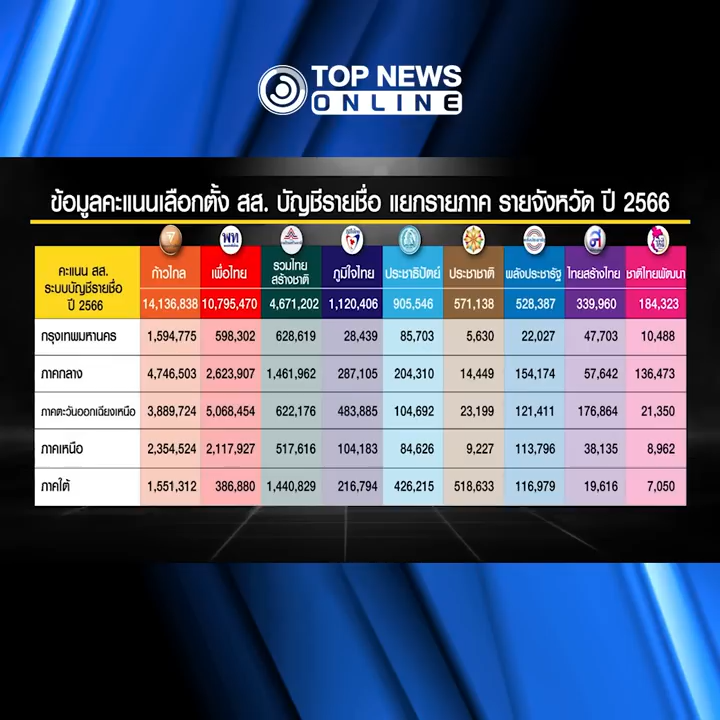 TOP NEWS
ONLINE
ข้อมูลคะแนนเลือกตั้ง สส. บัญชีรายชื่อ แยกรายภาค รายจังหวัด ปี 2566
คะแนน สส. ระบบบัญชีรายชื่อ ปี 2566 ก้าวไกล เพื่อไทย รวมไทยสร้างชาติ ภูมิใจไทย ประชาธิปัตย์ ประชาชาติ พลังประชารัฐ ไทยสร้างไทย ชาติไทยพัฒนา
14,136,838 10,795,470 4,671,202 1,120,406 905,546 571,138 528,387 339,960 184,323
กรุงเทพมหานคร 1,594,775 598,302 628,619 28,439 85,703 5,630 22,027 47,703 10,488
ภาคกลาง 4,746,503 2,623,907 1,461,962 287,105 204,310 14,449 154,174 57,642 136,473
ภาคตะวันออกเฉียงเหนือ 3,889,724 5,068,454 622,176 483,885 104,692 23,199 121,411 176,864 21,350
ภาคเหนือ 2,354,524 2,117,927 517,616 104,183 84,626 9,227 113,796 38,135 8,962
ภาคใต้ 1,551,312 386,880 1,440,829 216,794 426,215 518,633 116,979 19,616 7,050